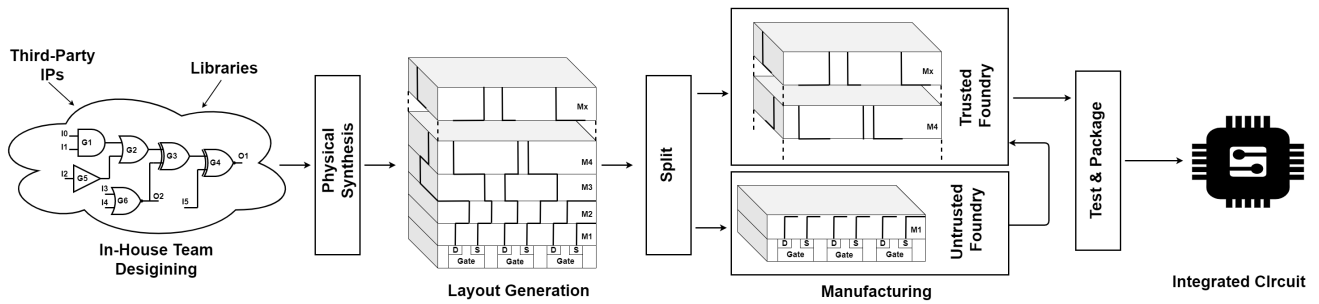 Third-Party
IPs
Libraries
I0
I1
G1
G2
G3
G4
O1
I2
G5
I3
I4
G6
O2
I5
In-House Team
Desigining
Physical
Synthesis
Mx
M4
M3
M2
M1
D S D S D S
Gate Gate Gate
Layout Generation
Split
Mx
M4
Trusted
Foundry
M1
D S D S D S
Gate Gate Gate
Untrusted
Foundry
Manufacturing
Test & Package
Integrated CIrcuit